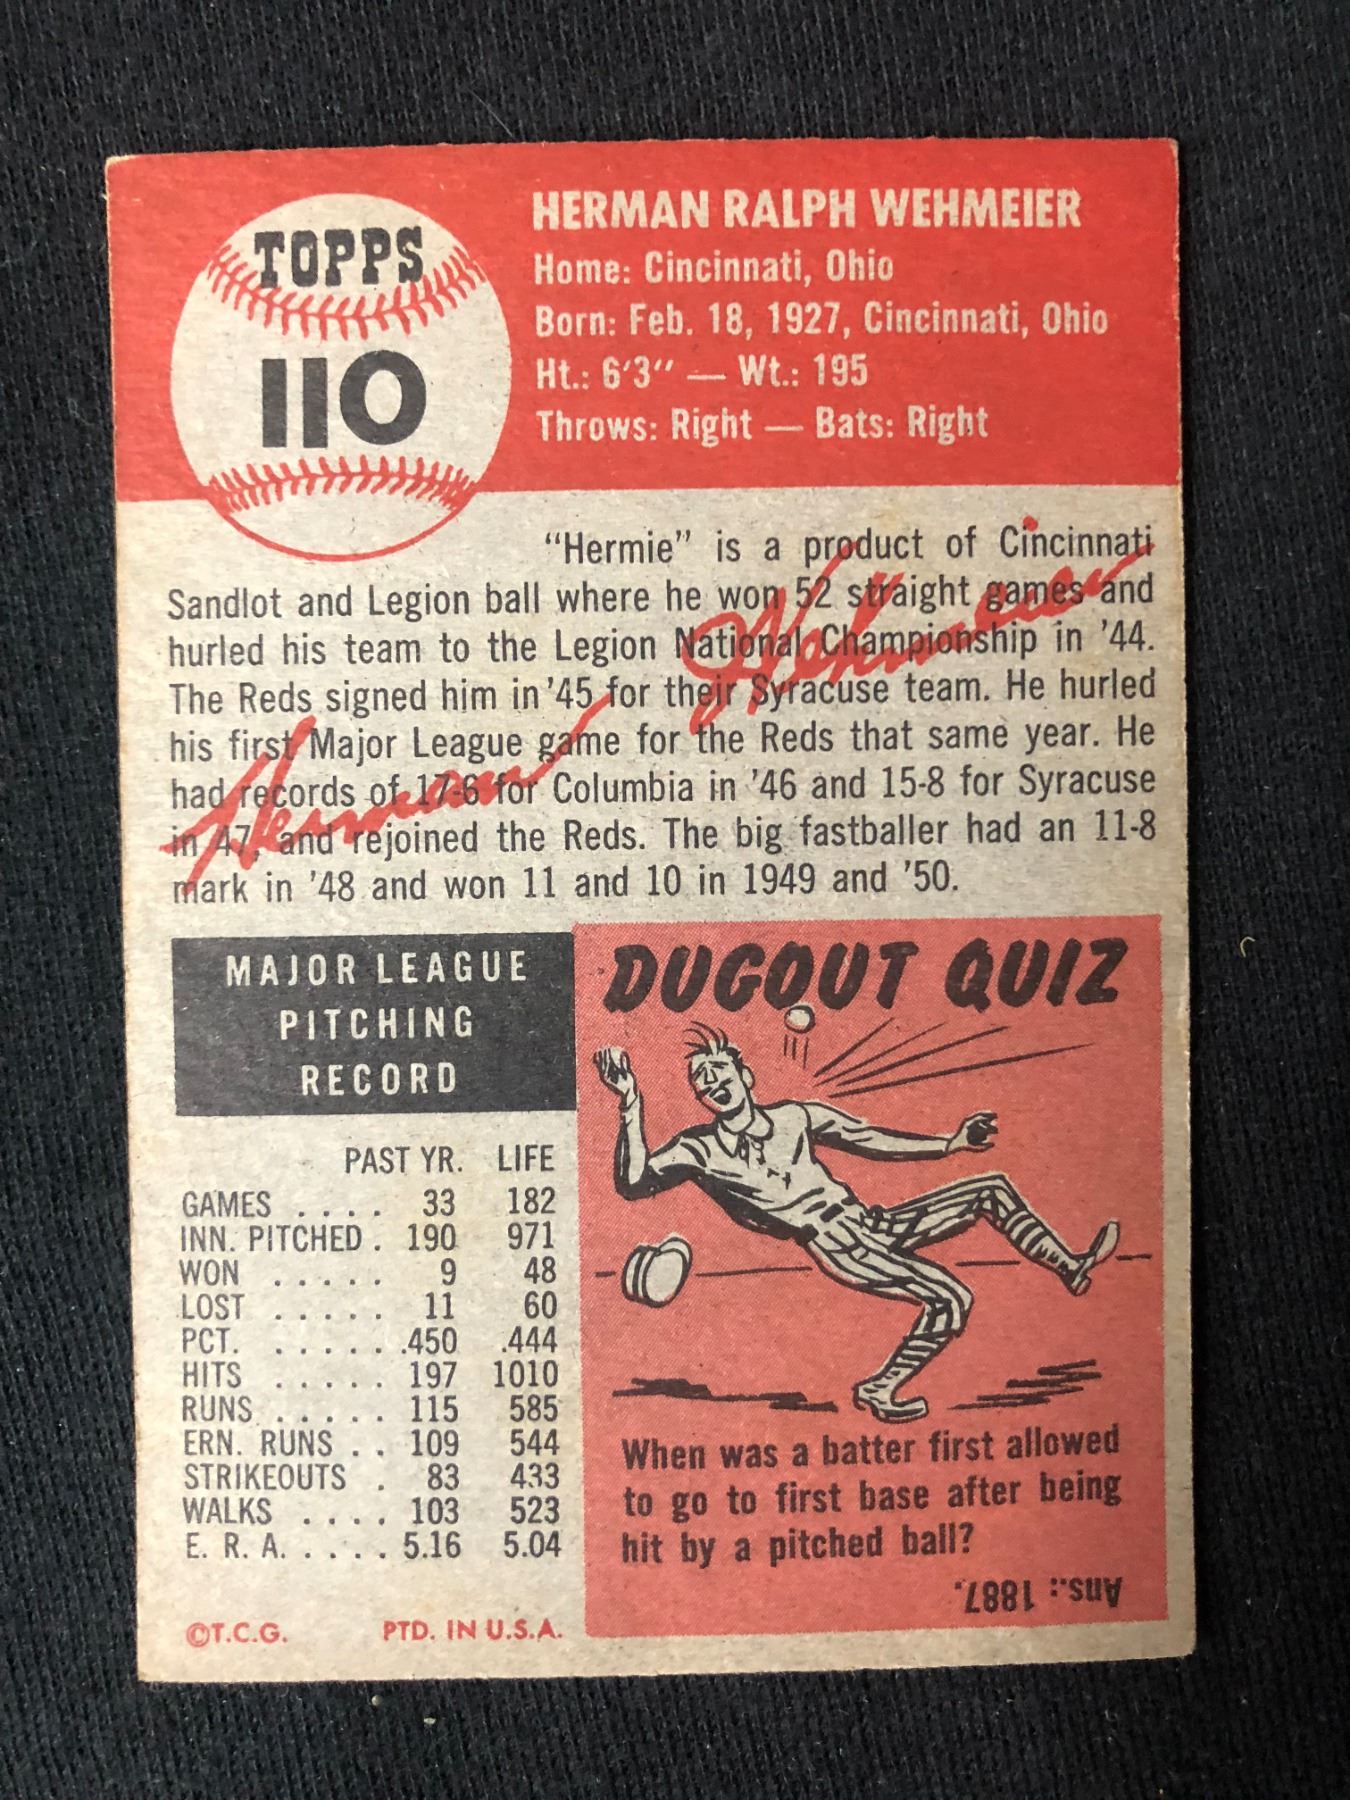 TOPPS
110
HERMAN RALPH WEHMEIER
Home: Cincinnati, Ohio
Born: Feb. 18, 1927, Cincinnati, Ohio
Ht.: 6'3" — Wt.: 195
Throws: Right — Bats: Right
"Hermie" is a product of Cincinnati
Sandlot and Legion ball where he won 52 straight games and
hurled his team to the Legion National Championship in '44.
The Reds signed him in '45 for their Syracuse team. He hurled
his first Major League game for the Reds that same year. He
had records of 17-6 for Columbia in '46 and 15-8 for Syracuse
in 47, and rejoined the Reds. The big fastballer had an 11-8
mark in '48 and won 11 and 10 in 1949 and '50.
Herman Wehmeier
MAJOR LEAGUE
PITCHING
RECORD
PAST YR. LIFE
GAMES . . . . 33 182
INN. PITCHED . 190 971
WON . . . . . 9 48
LOST . . . . . 11 60
PCT. . . . . . .450 .444
HITS . . . . . 197 1010
RUNS . . . . . 115 585
ERN. RUNS . . 109 544
STRIKEOUTS . 83 433
WALKS . . . . 103 523
E. R. A. . . . . 5.16 5.04
©T.C.G. PTD. IN U.S.A.
DUGOUT QUIZ
When was a batter first allowed
to go to first base after being
hit by a pitched ball?
Ans.: 1887.